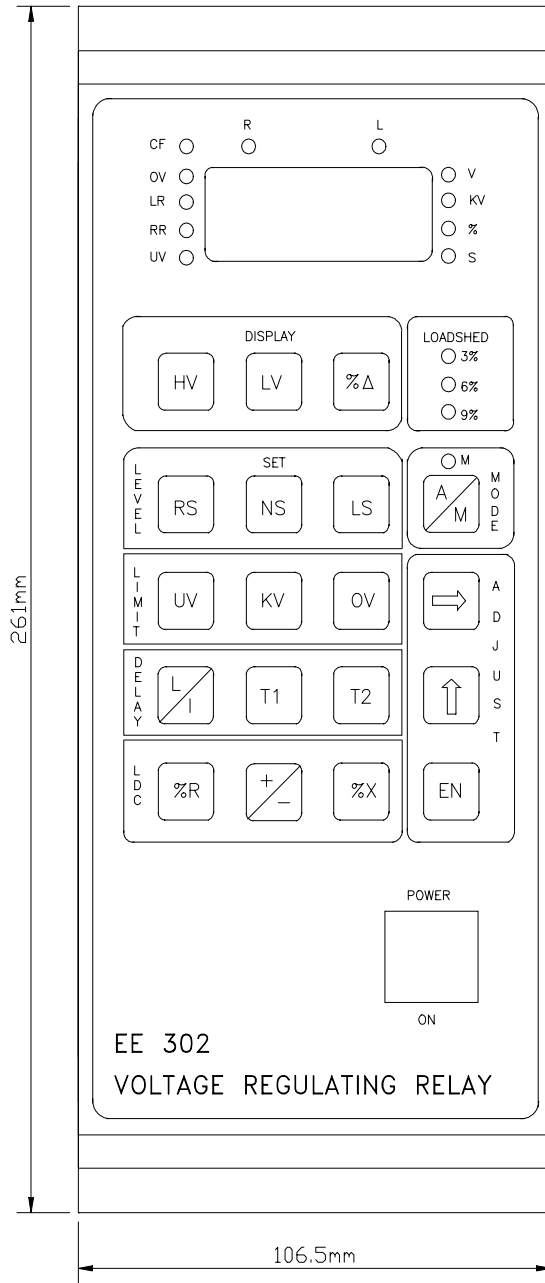 R L
CF
OV V
LR KV
RR %
UV S
DISPLAY LOADSHED
3%
HV LV %Δ 6%
9%
LEVEL SET M
RS NS LS A/M MODE
LIMIT UV KV OV ⇨ ADJUST
DELAY L/I T1 T2 ⇧
LDC %R +/- %X EN
261mm
POWER
ON
EE 302
VOLTAGE REGULATING RELAY
106.5mm